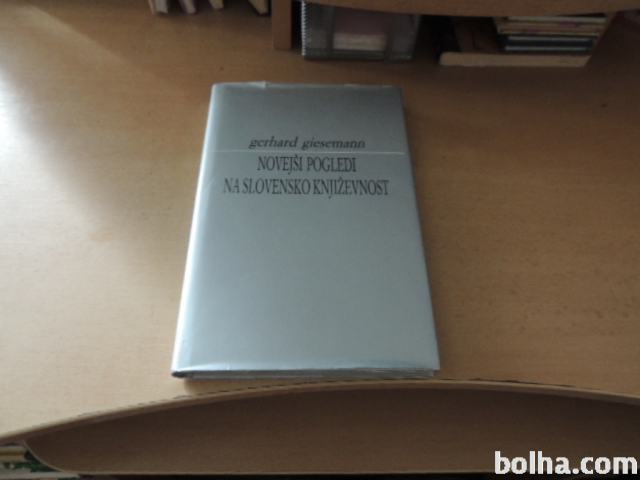 gerhard giesemann
NOVEJŠI POGLEDI
NA SLOVENSKO KNJIŽEVNOST
bolha.com